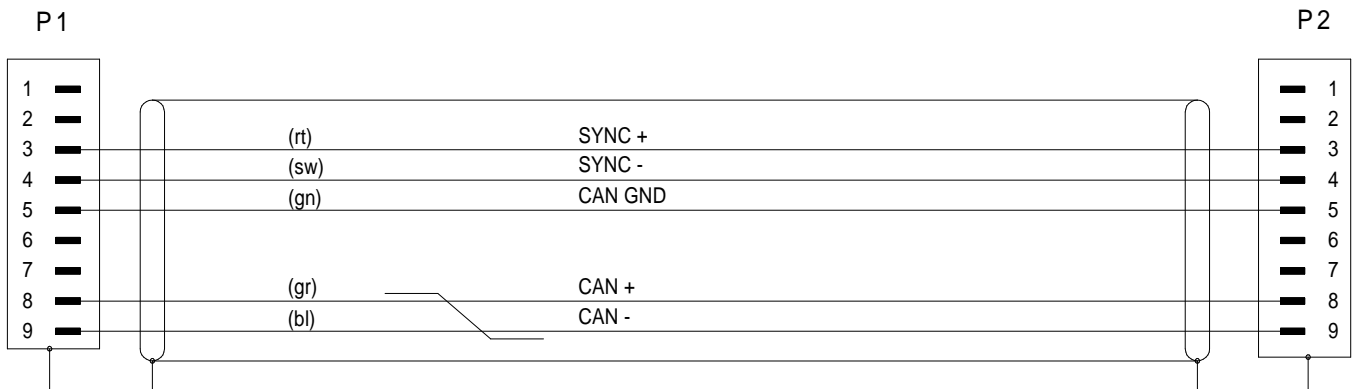 P1 P2
1 1
2 2
(rt) SYNC +
3 3
(sw) SYNC -
4 4
(gn) CAN GND
5 5
6 6
7 7
(gr) CAN +
8 8
(bl) CAN -
9 9